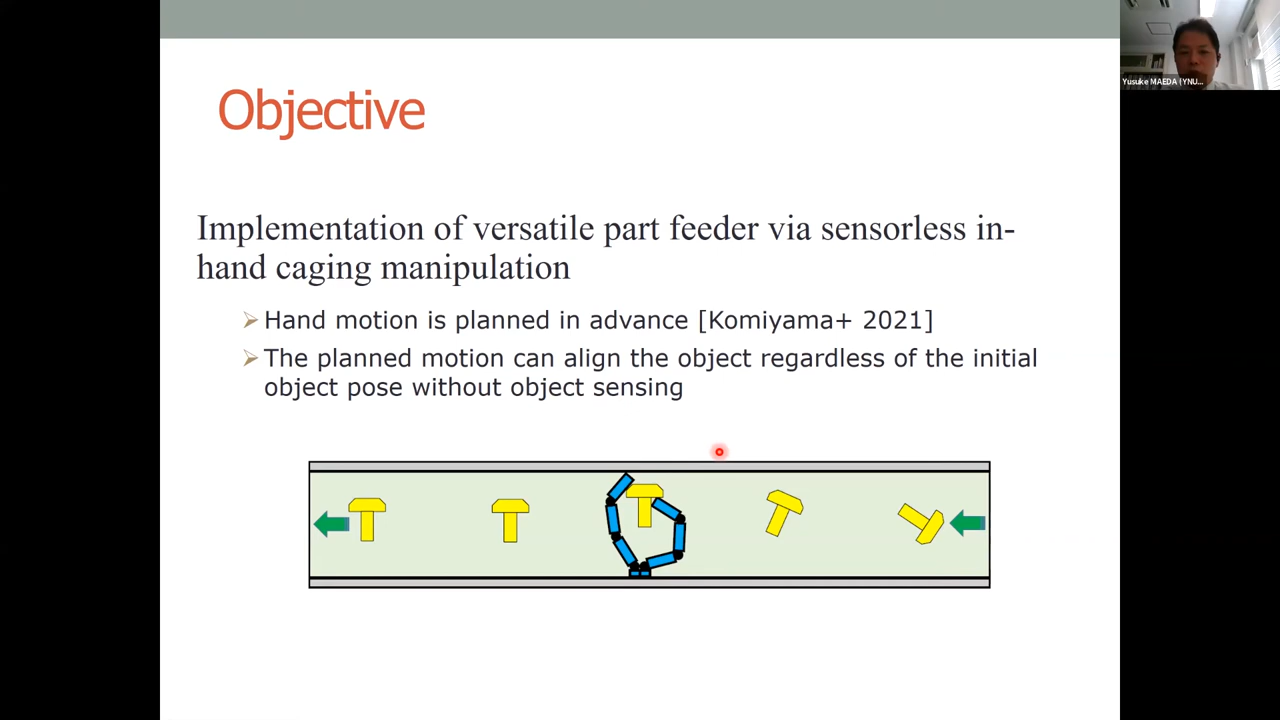 Yusuke MAEDA (YNU...
Objective
Implementation of versatile part feeder via sensorless in-
hand caging manipulation
Hand motion is planned in advance [Komiyama+ 2021]
The planned motion can align the object regardless of the initial
object pose without object sensing